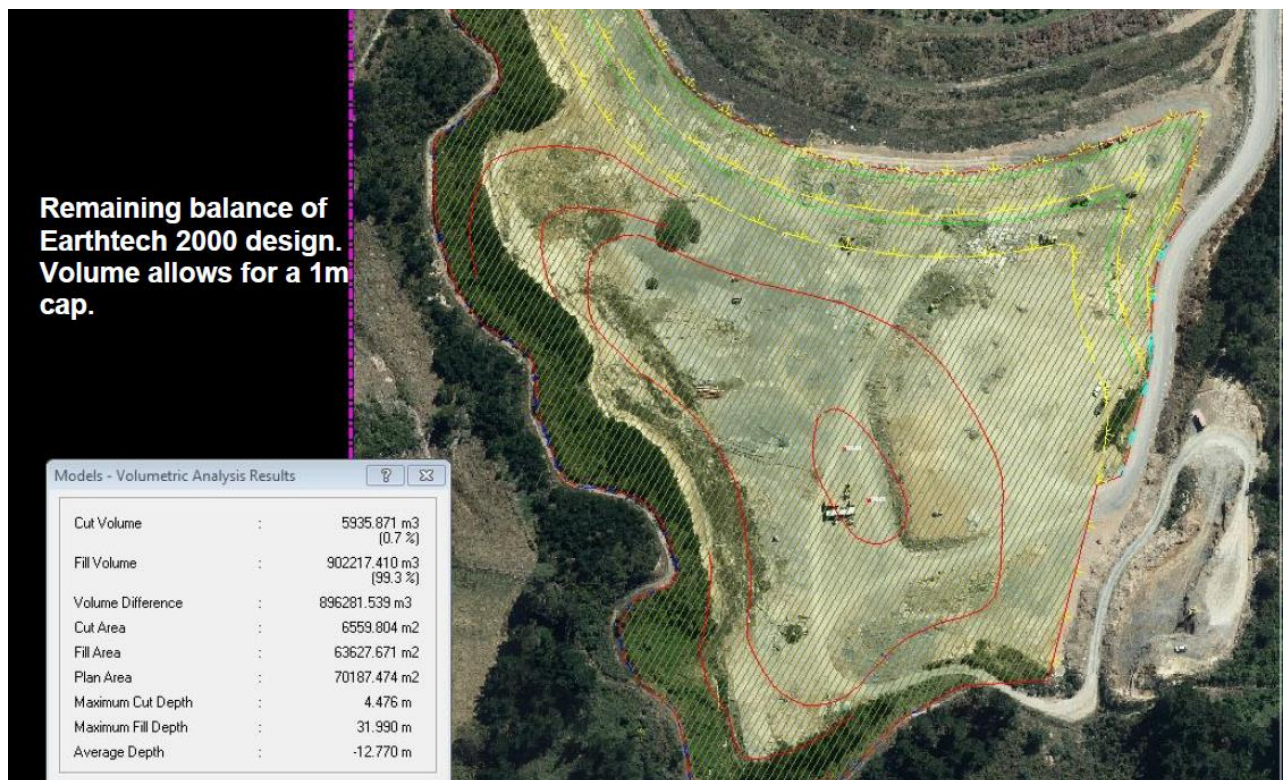 Remaining balance of
Earthtech 2000 design.
Volume allows for a 1m
cap.
Models - Volumetric Analysis Results
Cut Volume : 5935.871 m3
(0.7 %)
Fill Volume : 902217.410 m3
(99.3 %)
Volume Difference : 896281.539 m3
Cut Area : 6559.804 m2
Fill Area : 63627.671 m2
Plan Area : 70187.474 m2
Maximum Cut Depth : 4.476 m
Maximum Fill Depth : 31.990 m
Average Depth : -12.770 m